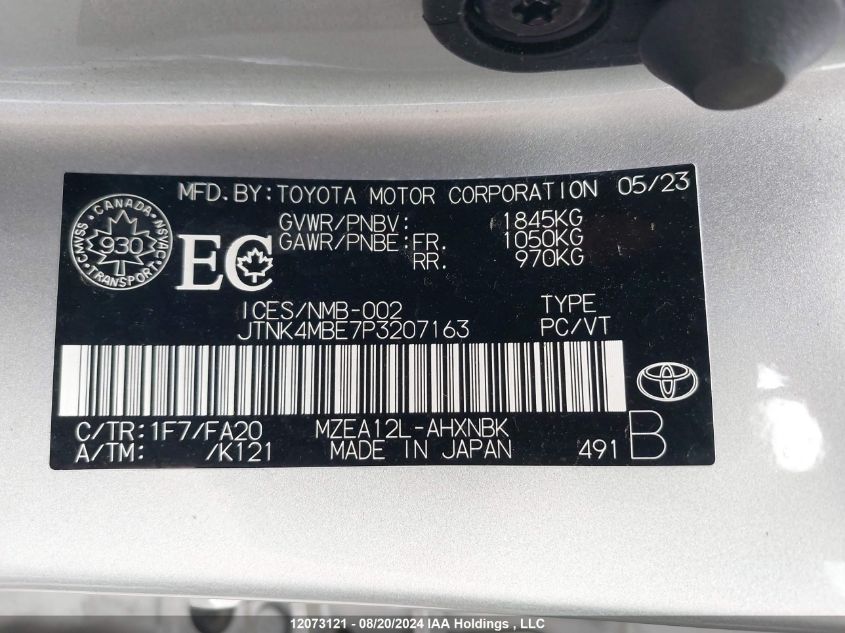 MFD.BY:TOYOTA MOTOR CORPORATION 05/23
CANADA
CMVSS 930 NSVAC
TRANSPORT
EC
GVWR/PNBV: 1845KG
GAWR/PNBE:FR. 1050KG
RR. 970KG
ICES/NMB-002 TYPE
JTNK4MBE7P3207163 PC/VT
C/TR:1F7/FA20 MZEA12L-AHXNBK
A/TM: /K121 MADE IN JAPAN 491 B
12073121 - 08/20/2024 IAA Holdings , LLC